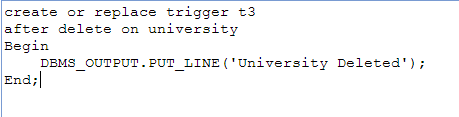 create or replace trigger t3
after delete on university
Begin
    DBMS_OUTPUT.PUT_LINE('University Deleted');
End;